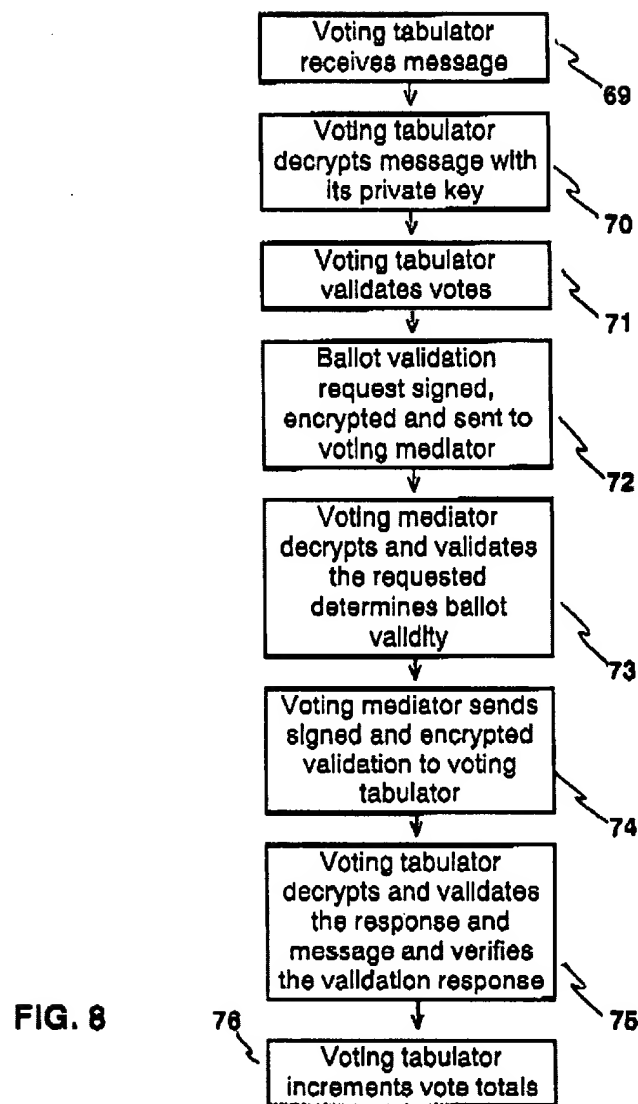 Voting tabulator
receives message
69
Voting tabulator
decrypts message with
its private key
70
Voting tabulator
validates votes
71
Ballot validation
request signed,
encrypted and sent to
voting mediator
72
Voting mediator
decrypts and validates
the requested
determines ballot
validity
73
Voting mediator sends
signed and encrypted
validation to voting
tabulator
74
Voting tabulator
decrypts and validates
the response and
message and verifies
the validation response
75
FIG. 8
76
Voting tabulator
increments vote totals